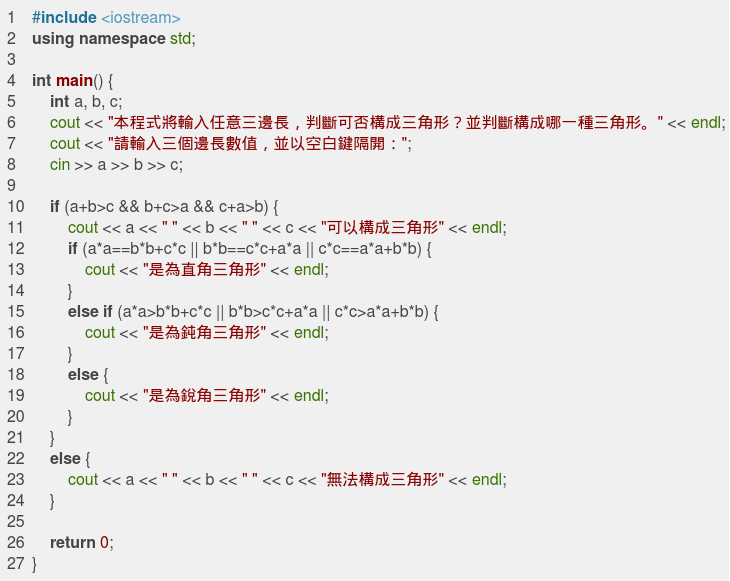 1 #include <iostream>
2 using namespace std;
3
4 int main() {
5     int a, b, c;
6     cout << "本程式將輸入任意三邊長，判斷可否構成三角形？並判斷構成哪一種三角形。" << endl;
7     cout << "請輸入三個邊長數值，並以空白鍵隔開：";
8     cin >> a >> b >> c;
9
10     if (a+b>c && b+c>a && c+a>b) {
11         cout << a << " " << b << " " << c << "可以構成三角形" << endl;
12         if (a*a==b*b+c*c || b*b==c*c+a*a || c*c==a*a+b*b) {
13             cout << "是為直角三角形" << endl;
14         }
15         else if (a*a>b*b+c*c || b*b>c*c+a*a || c*c>a*a+b*b) {
16             cout << "是為鈍角三角形" << endl;
17         }
18         else {
19             cout << "是為銳角三角形" << endl;
20         }
21     }
22     else {
23         cout << a << " " << b << " " << c << "無法構成三角形" << endl;
24     }
25
26     return 0;
27 }